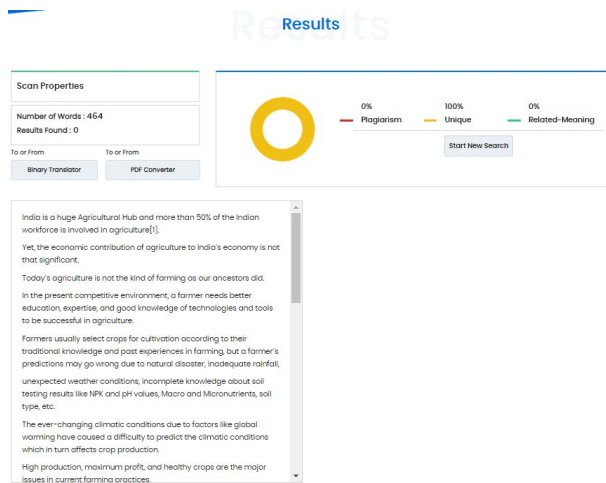 Results
Scan Properties
Number of Words : 464
Results Found : 0
To or From To or From
Binary Translator PDF Converter
0% 100% 0%
Plagiarism Unique Related-Meaning
Start New Search
India is a huge Agricultural Hub and more than 50% of the Indian
workforce is involved in agriculture[1].
Yet, the economic contribution of agriculture to India's economy is not
that significant.
Today's agriculture is not the kind of farming as our ancestors did.
In the present competitive environment, a farmer needs better
education, expertise, and good knowledge of technologies and tools
to be successful in agriculture.
Farmers usually select crops for cultivation according to their
traditional knowledge and past experiences in farming, but a farmer's
predictions may go wrong due to natural disaster, inadequate rainfall,
unexpected weather conditions, incomplete knowledge about soil
testing results like NPK and pH values, Macro and Micronutrients, soil
type, etc.
The ever-changing climatic conditions due to factors like global
warming have caused a difficulty to predict the climatic conditions
which in turn affects crop production.
High production, maximum profit, and healthy crops are the major
issues in current farming practices.